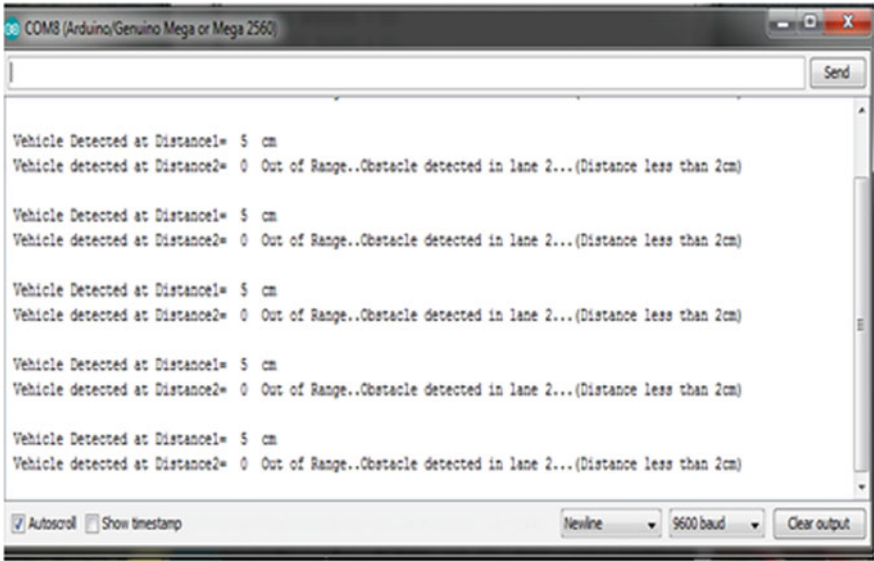 COM8 (Arduino/Genuino Mega or Mega 2560)
Send
Vehicle Detected at Distance1= 5 cm
Vehicle detected at Distance2= 0 Out of Range..Obstacle detected in lane 2...(Distance less than 2cm)
Vehicle Detected at Distance1= 5 cm
Vehicle detected at Distance2= 0 Out of Range..Obstacle detected in lane 2...(Distance less than 2cm)
Vehicle Detected at Distance1= 5 cm
Vehicle detected at Distance2= 0 Out of Range..Obstacle detected in lane 2...(Distance less than 2cm)
Vehicle Detected at Distance1= 5 cm
Vehicle detected at Distance2= 0 Out of Range..Obstacle detected in lane 2...(Distance less than 2cm)
Vehicle Detected at Distance1= 5 cm
Vehicle detected at Distance2= 0 Out of Range..Obstacle detected in lane 2...(Distance less than 2cm)
Autoscroll Show timestamp Newline 9600 baud Clear output